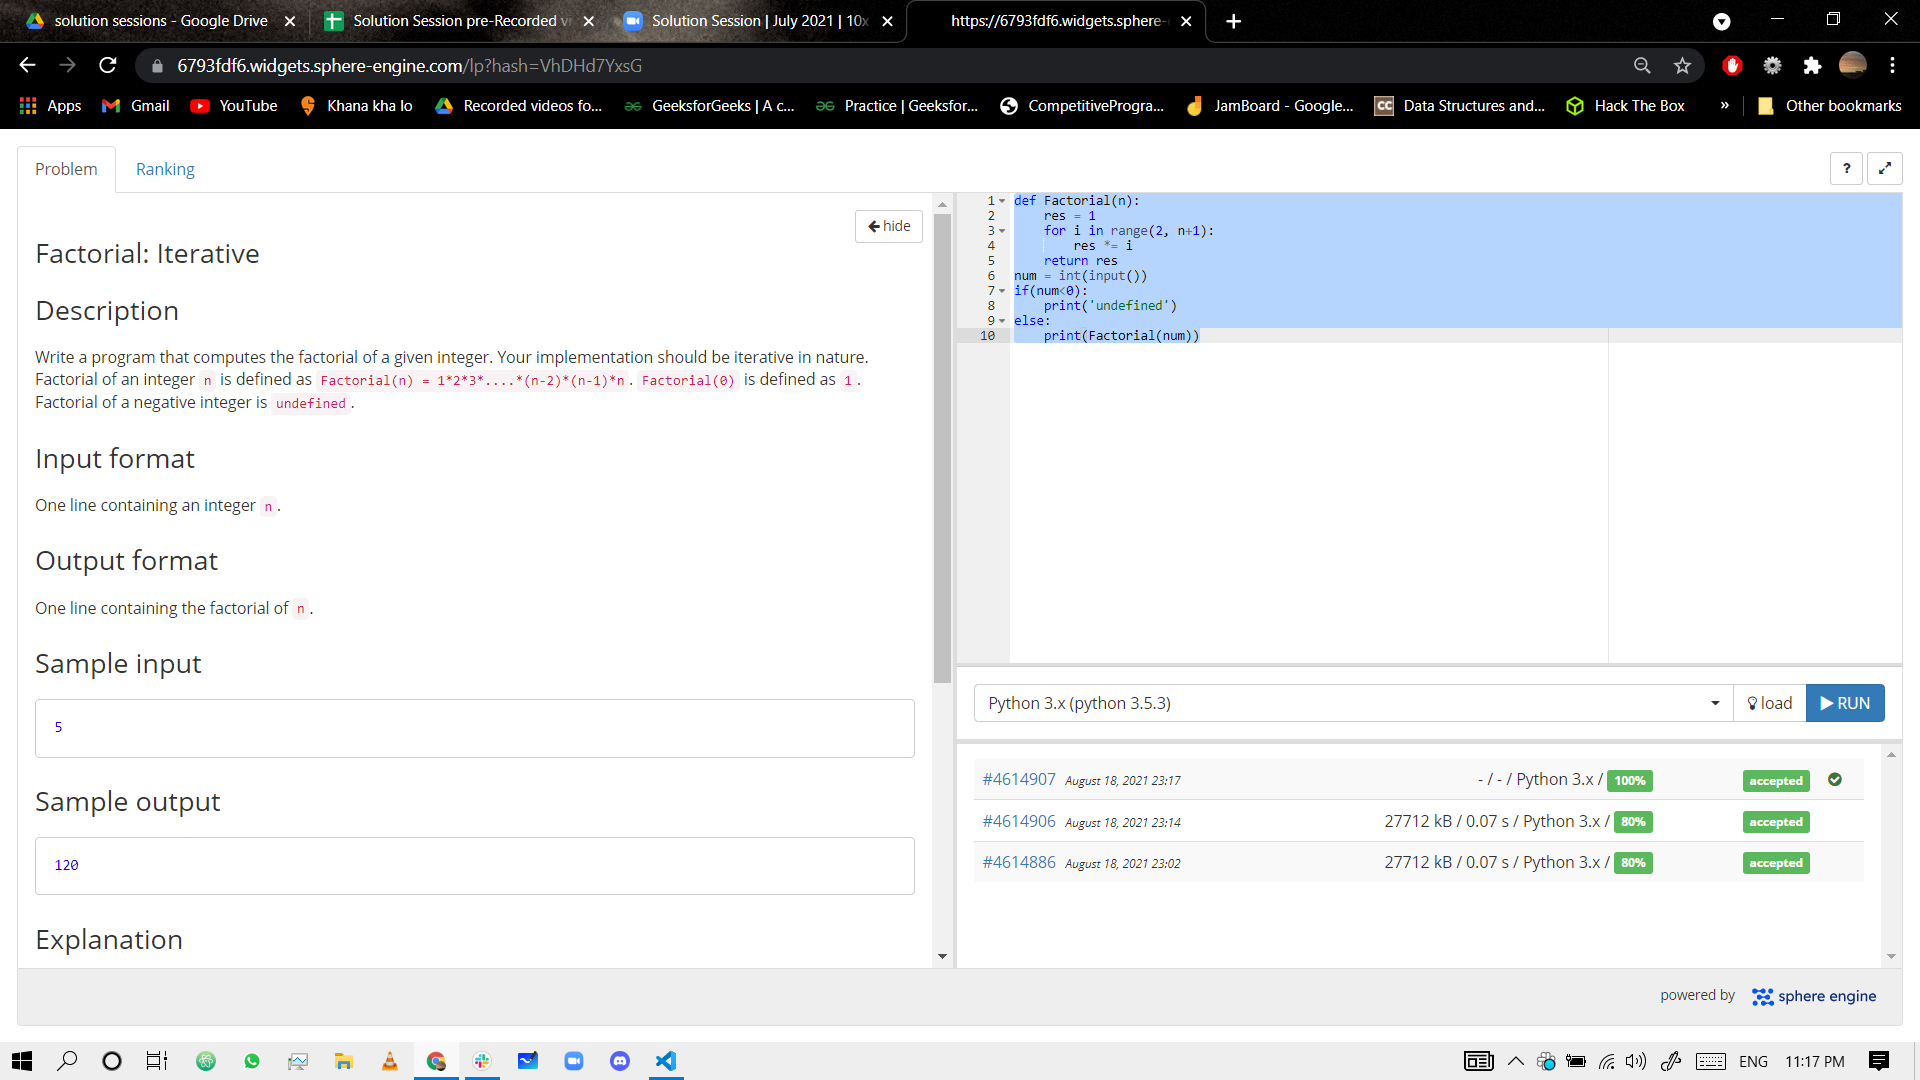 solution sessions - Google Drive
Solution Session pre-Recorded v
Solution Session | July 2021 | 10x
https://6793fdf6.widgets.sphere-
6793fdf6.widgets.sphere-engine.com/lp?hash=VhDHd7YxsG
Apps Gmail YouTube Khana kha lo Recorded videos fo... GeeksforGeeks | A c... Practice | Geeksfor... CompetitiveProgra... JamBoard - Google... Data Structures and... Hack The Box » Other bookmarks
Problem Ranking
?
hide
Factorial: Iterative
Description
Write a program that computes the factorial of a given integer. Your implementation should be iterative in nature.
Factorial of an integer n is defined as Factorial(n) = 1*2*3*....*(n-2)*(n-1)*n. Factorial(0) is defined as 1.
Factorial of a negative integer is undefined.
Input format
One line containing an integer n.
Output format
One line containing the factorial of n.
Sample input
5
Sample output
120
Explanation
1 def Factorial(n):
2 res = 1
3 for i in range(2, n+1):
4 res *= i
5 return res
6 num = int(input())
7 if(num<0):
8 print('undefined')
9 else:
10 print(Factorial(num))
Python 3.x (python 3.5.3)
load
RUN
#4614907 August 18, 2021 23:17 - / - / Python 3.x / 100% accepted
#4614906 August 18, 2021 23:14 27712 kB / 0.07 s / Python 3.x / 80% accepted
#4614886 August 18, 2021 23:02 27712 kB / 0.07 s / Python 3.x / 80% accepted
powered by sphere engine
ENG 11:17 PM